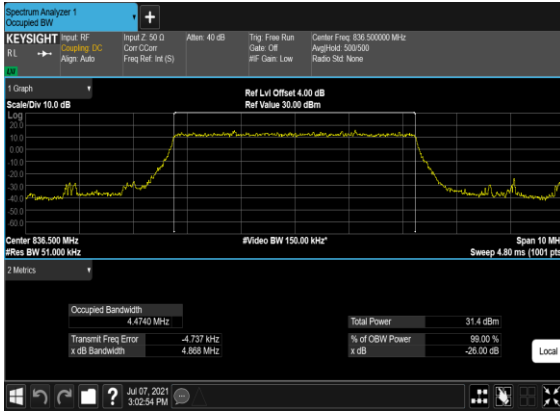 Spectrum Analyzer 1
Occupied BW
+
KEYSIGHT
RL
Input: RF
Coupling: DC
Align: Auto
Input Z: 50 Ω
Corr CCorr
Freq Ref: Int (S)
Atten: 40 dB
Trig: Free Run
Gate: Off
#IF Gain: Low
Center Freq: 836.500000 MHz
Avg|Hold: 500/500
Radio Std: None
1 Graph
Scale/Div 10.0 dB
Ref Lvl Offset 4.00 dB
Ref Value 30.00 dBm
Log
20.0
10.0
0.00
-10.0
-20.0
-30.0
-40.0
-50.0
-60.0
Center 836.500 MHz
#Res BW 51.000 kHz
#Video BW 150.00 kHz*
Span 10 MH
Sweep 4.80 ms (1001 pts
2 Metrics
Occupied Bandwidth
4.4740 MHz
Total Power 31.4 dBm
Transmit Freq Error -4.737 kHz
x dB Bandwidth 4.868 MHz
% of OBW Power 99.00 %
x dB -26.00 dB
Local
?
Jul 07, 2021
3:02:54 PM